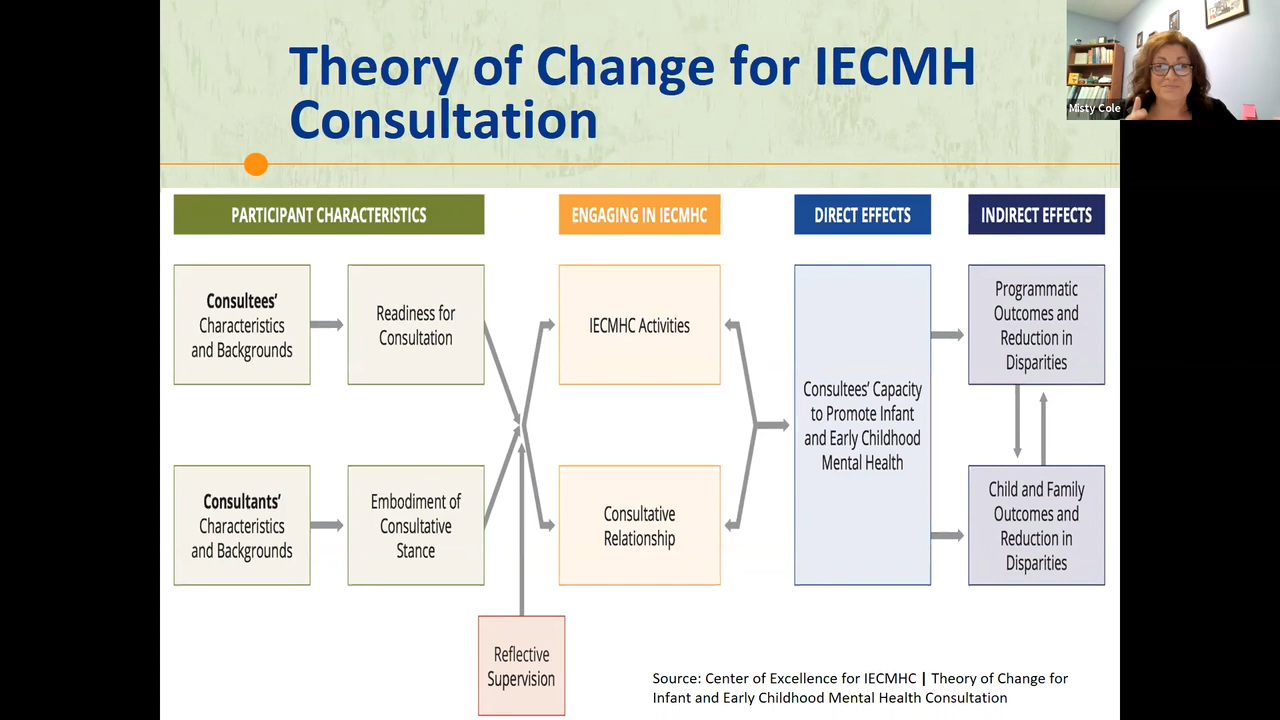 Theory of Change for IECMH
Consultation
Misty Cole
PARTICIPANT CHARACTERISTICS
ENGAGING IN IECMHC
DIRECT EFFECTS
INDIRECT EFFECTS
Consultees’
Characteristics
and Backgrounds
Readiness for
Consultation
IECMHC Activities
Consultees’ Capacity
to Promote Infant
and Early Childhood
Mental Health
Programmatic
Outcomes and
Reduction in
Disparities
Consultants’
Characteristics
and Backgrounds
Embodiment of
Consultative
Stance
Consultative
Relationship
Child and Family
Outcomes and
Reduction in
Disparities
Reflective
Supervision
Source: Center of Excellence for IECMHC | Theory of Change for
Infant and Early Childhood Mental Health Consultation